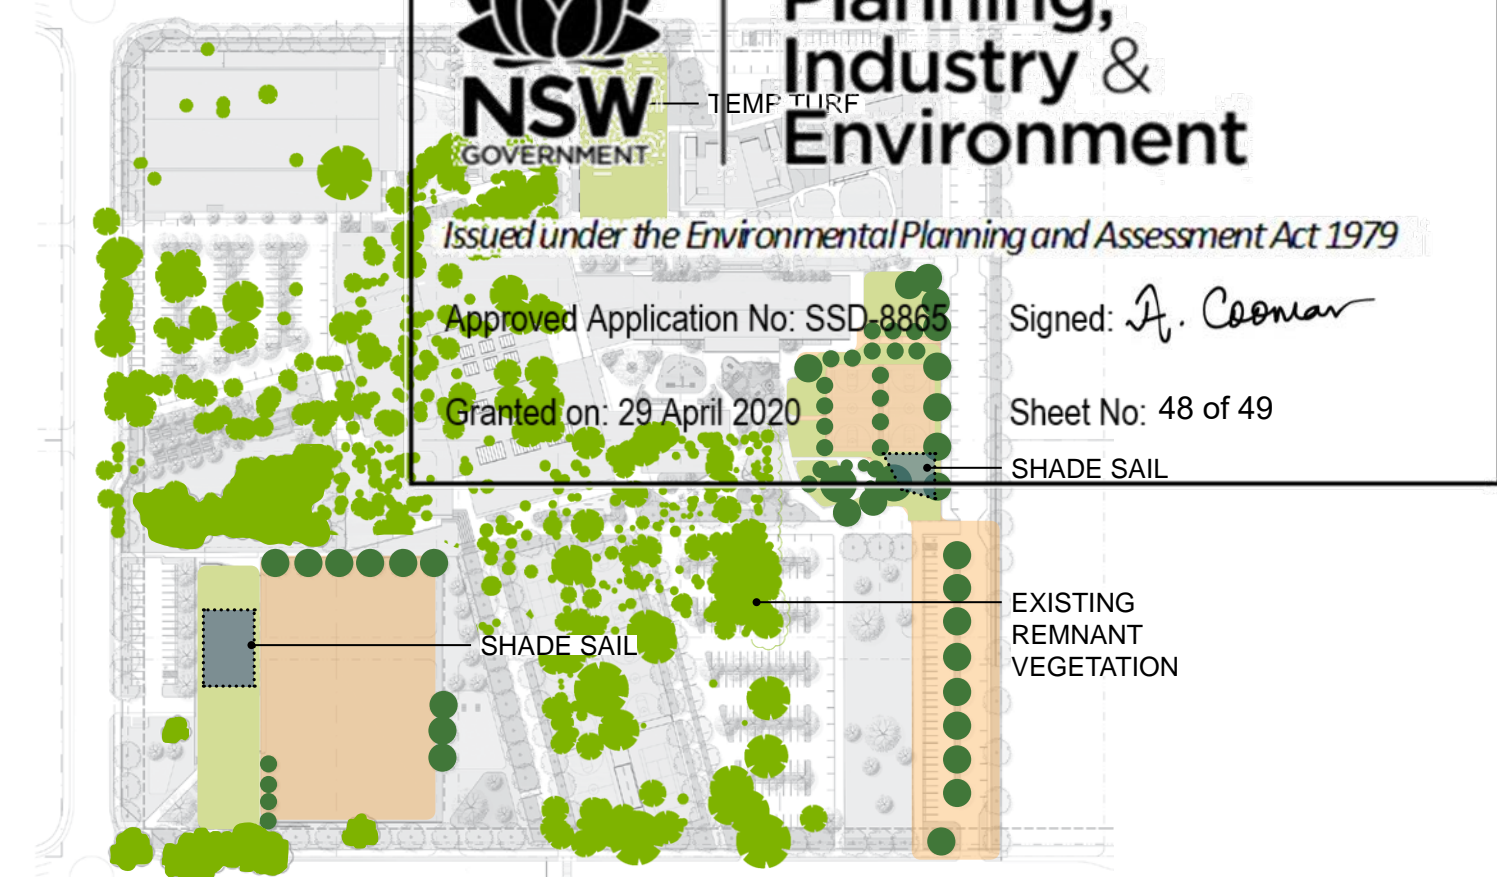 Planning,
Industry &
Environment
NSW
GOVERNMENT
TEMP TURF
Issued under the Environmental Planning and Assessment Act 1979
Approved Application No: SSD-8865
Signed: A. Coomar
Granted on: 29 April 2020
Sheet No: 48 of 49
SHADE SAIL
EXISTING
REMNANT
VEGETATION
SHADE SAIL